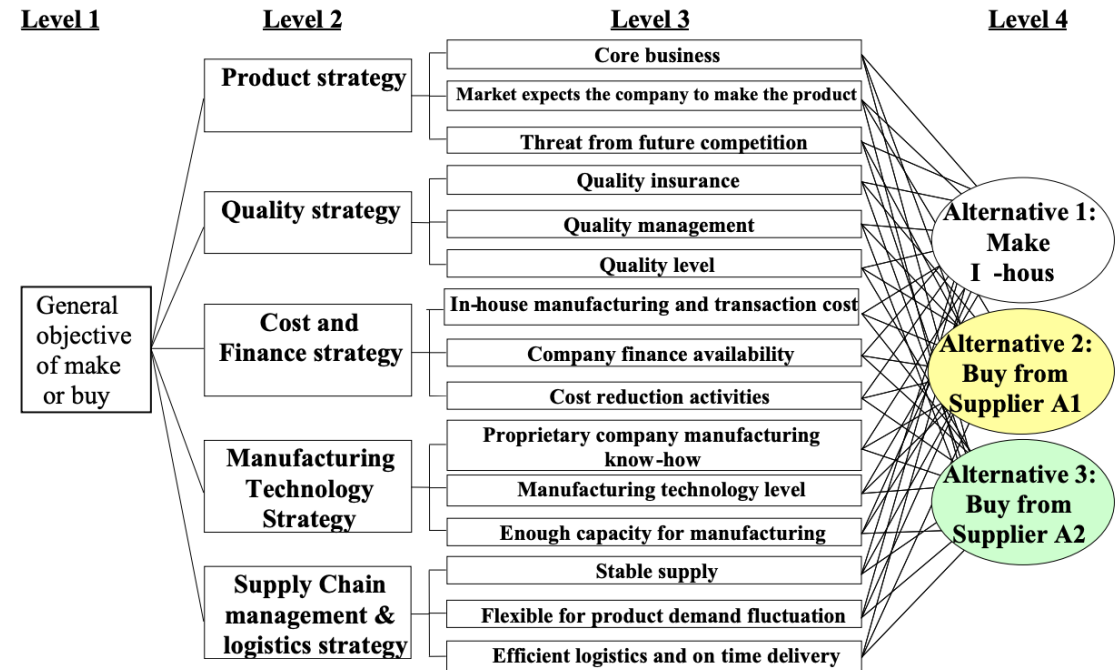 Level 1
Level 2
Level 3
Level 4
General
objective
of make
or buy
Product strategy
Quality strategy
Cost and
Finance strategy
Manufacturing
Technology
Strategy
Supply Chain
management &
logistics strategy
Core business
Market expects the company to make the product
Threat from future competition
Quality insurance
Quality management
Quality level
In-house manufacturing and transaction cost
Company finance availability
Cost reduction activities
Proprietary company manufacturing
know-how
Manufacturing technology level
Enough capacity for manufacturing
Stable supply
Flexible for product demand fluctuation
Efficient logistics and on time delivery
Alternative 1:
Make
I -hous
Alternative 2:
Buy from
Supplier A1
Alternative 3:
Buy from
Supplier A2